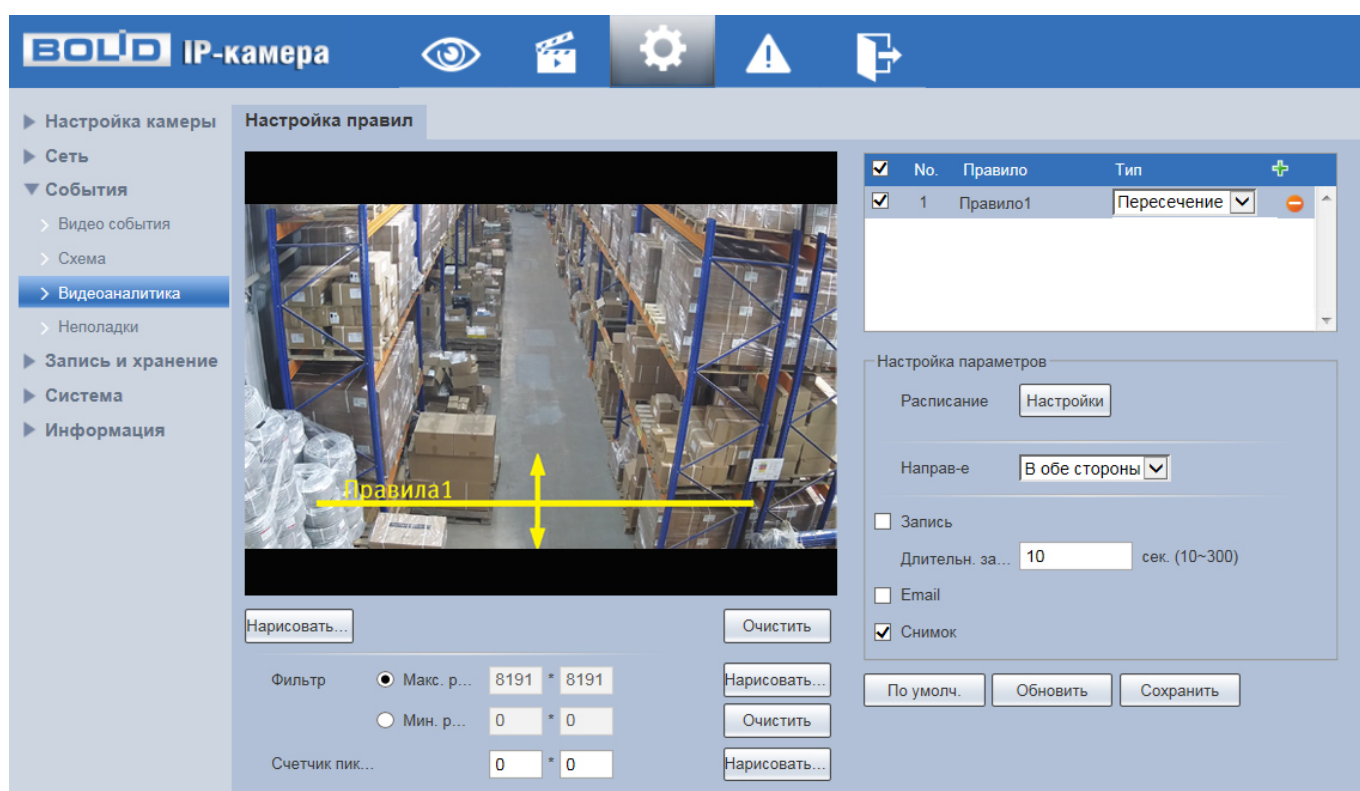 BOLID IP-камера
Настройка камеры
Сеть
События
Видео события
Схема
Видеоаналитика
Неполадки
Запись и хранение
Система
Информация
Настройка правил
Правила1
BOLID
Нарисовать... Очистить
Фильтр Макс. р... 8191 * 8191 Нарисовать...
Мин. р... 0 * 0 Очистить
Счетчик пик... 0 * 0 Нарисовать...
No. Правило Тип
1 Правило1 Пересечение
Настройка параметров
Расписание Настройки
Направ-е В обе стороны
Запись
Длительн. за... 10 сек. (10~300)
Email
Снимок
По умолч. Обновить Сохранить